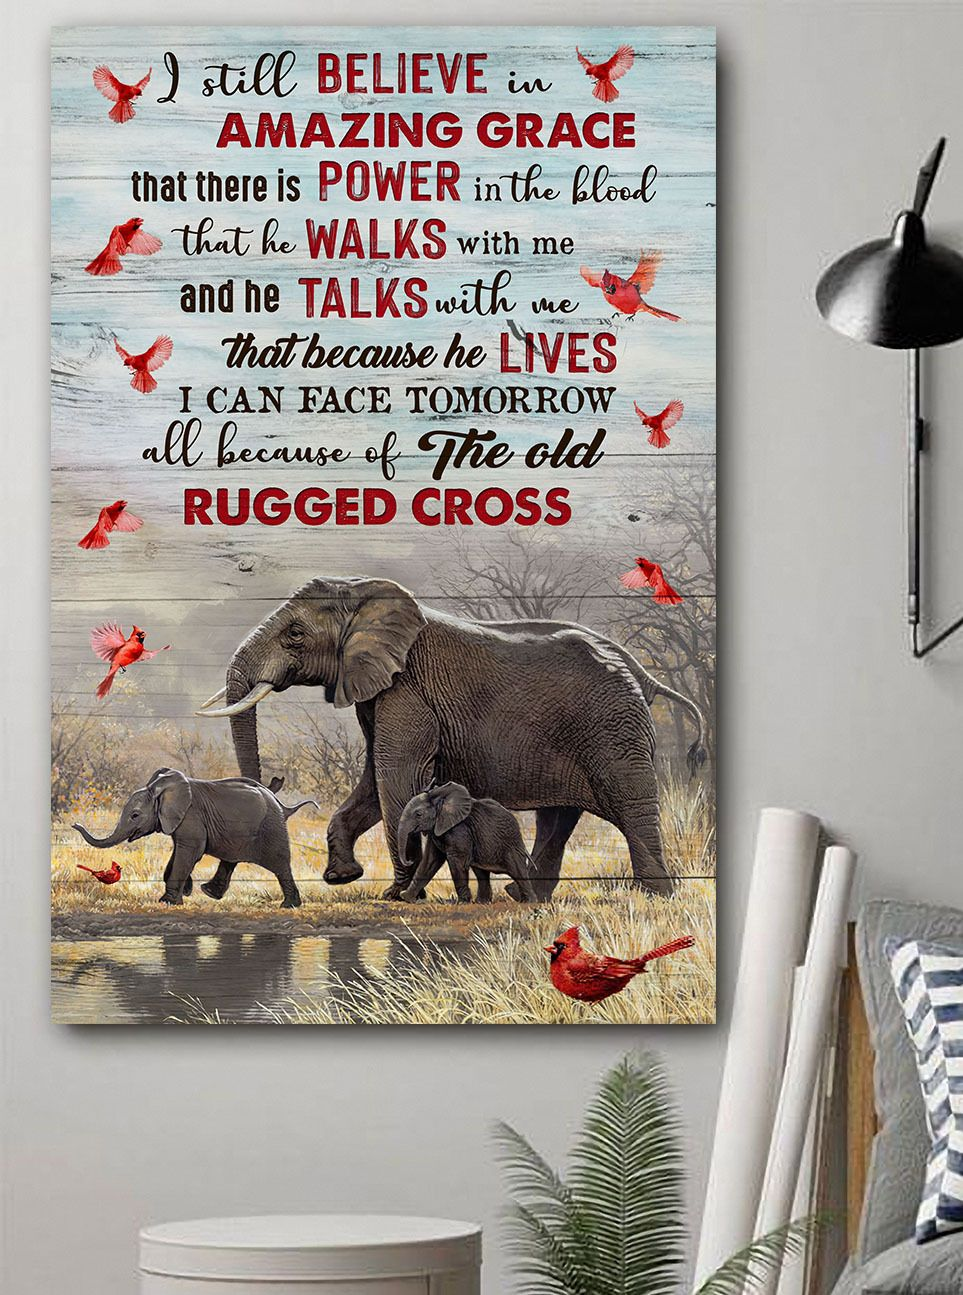 I still BELIEVE in
AMAZING GRACE
that there is POWER in the blood
that he WALKS with me
and he TALKS with me
that because he LIVES
I CAN FACE TOMORROW
all because of The old
RUGGED CROSS